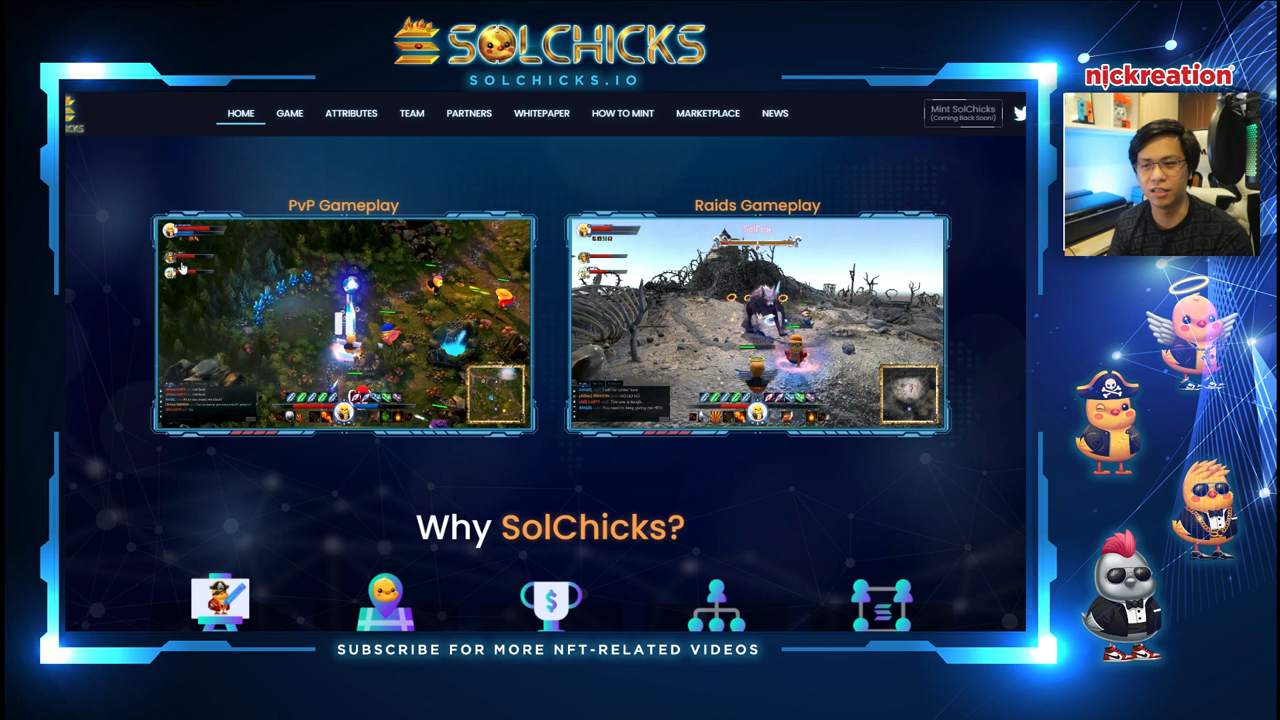 SOLCHICKS
SOLCHICKS.IO
njckreation
HOME GAME ATTRIBUTES TEAM PARTNERS WHITEPAPER HOW TO MINT MARKETPLACE NEWS
Mint SolChicks
(Coming Back Soon!)
PvP Gameplay
Raids Gameplay
Why SolChicks?
SUBSCRIBE FOR MORE NFT-RELATED VIDEOS